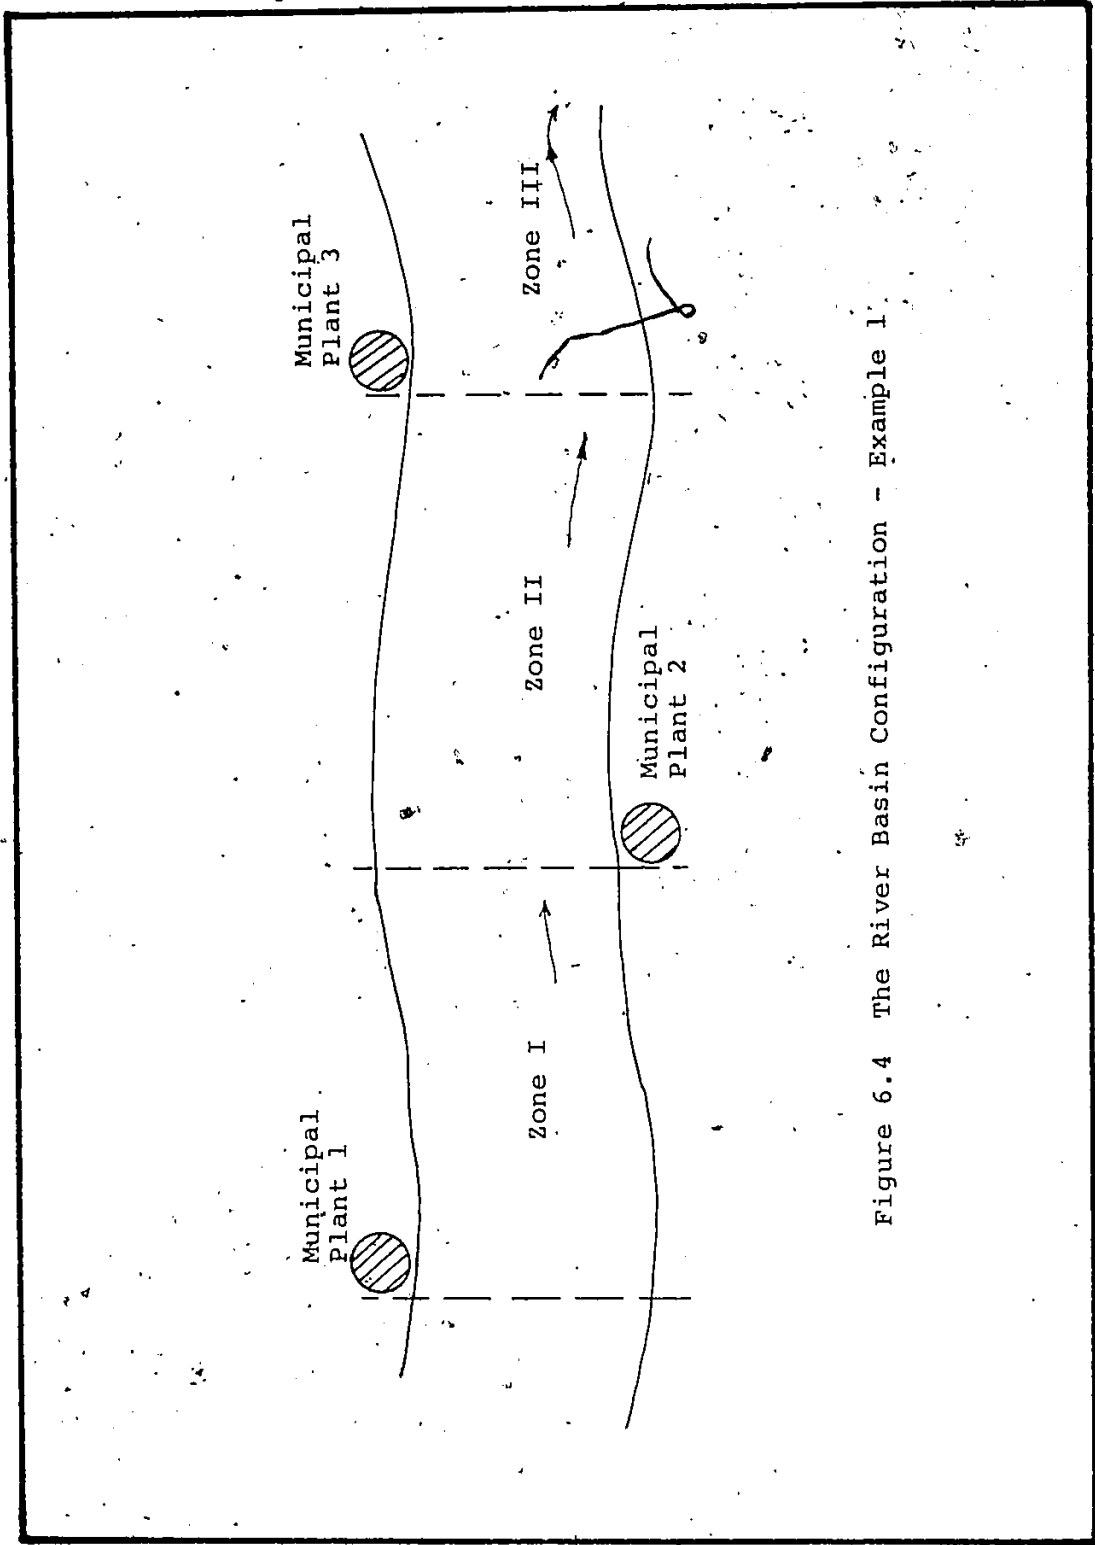 Municipal
Plant 1
Municipal
Plant 3
Zone I
Zone II
Zone III
Municipal
Plant 2
Figure 6.4 The River Basin Configuration - Example 1